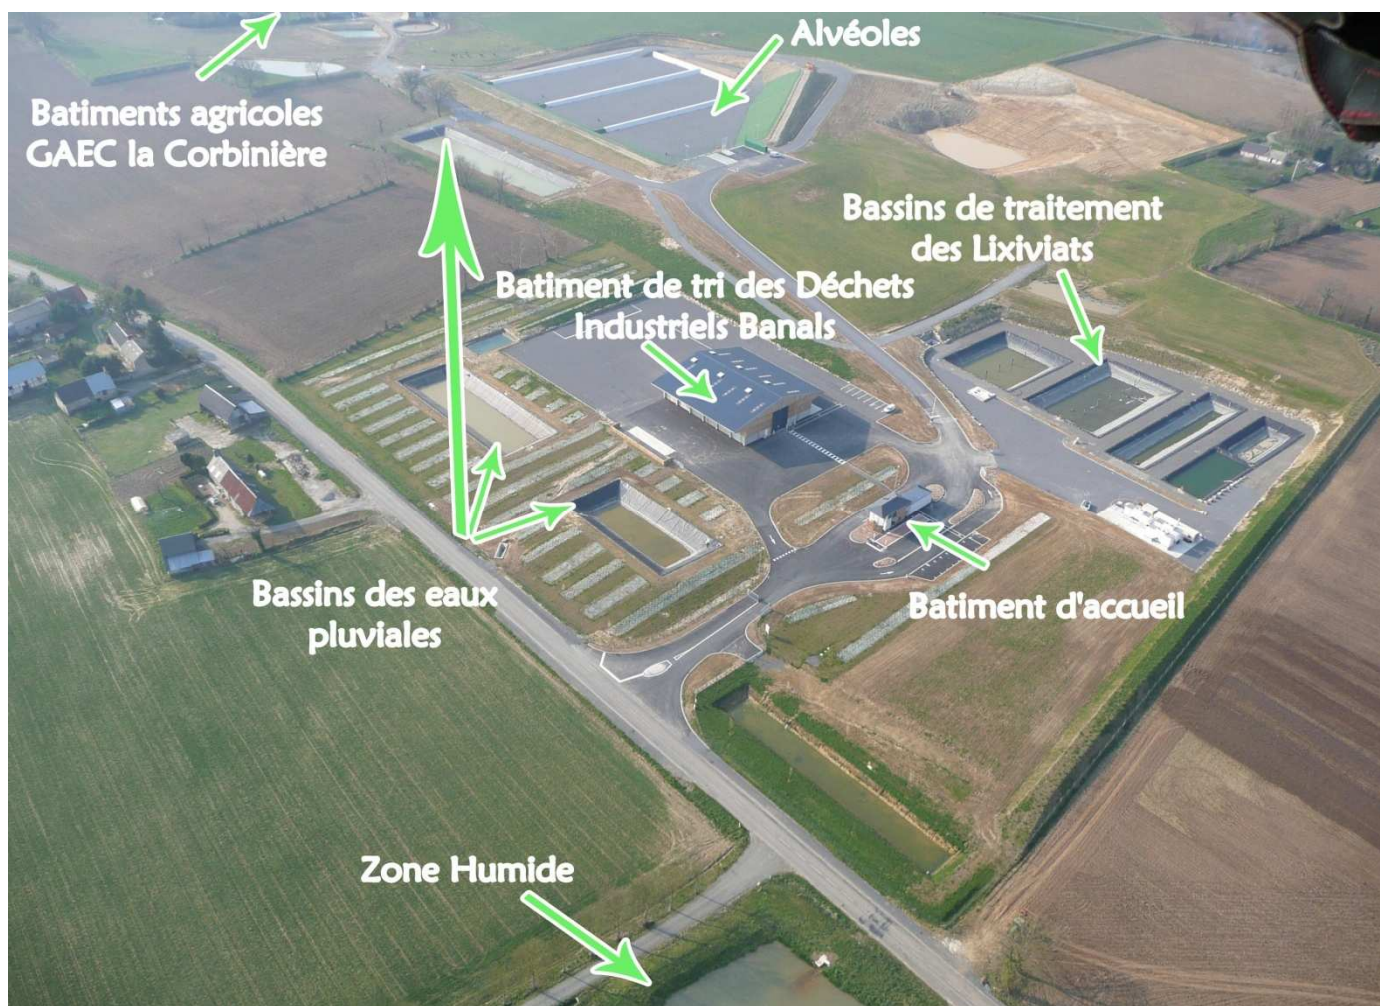 Alvéoles
Batiments agricoles
GAEC la Corbinière
Bassins de traitement
des Lixiviats
Batiment de tri des Déchets
Industriels Banals
Bassins des eaux
pluviales
Batiment d'accueil
Zone Humide